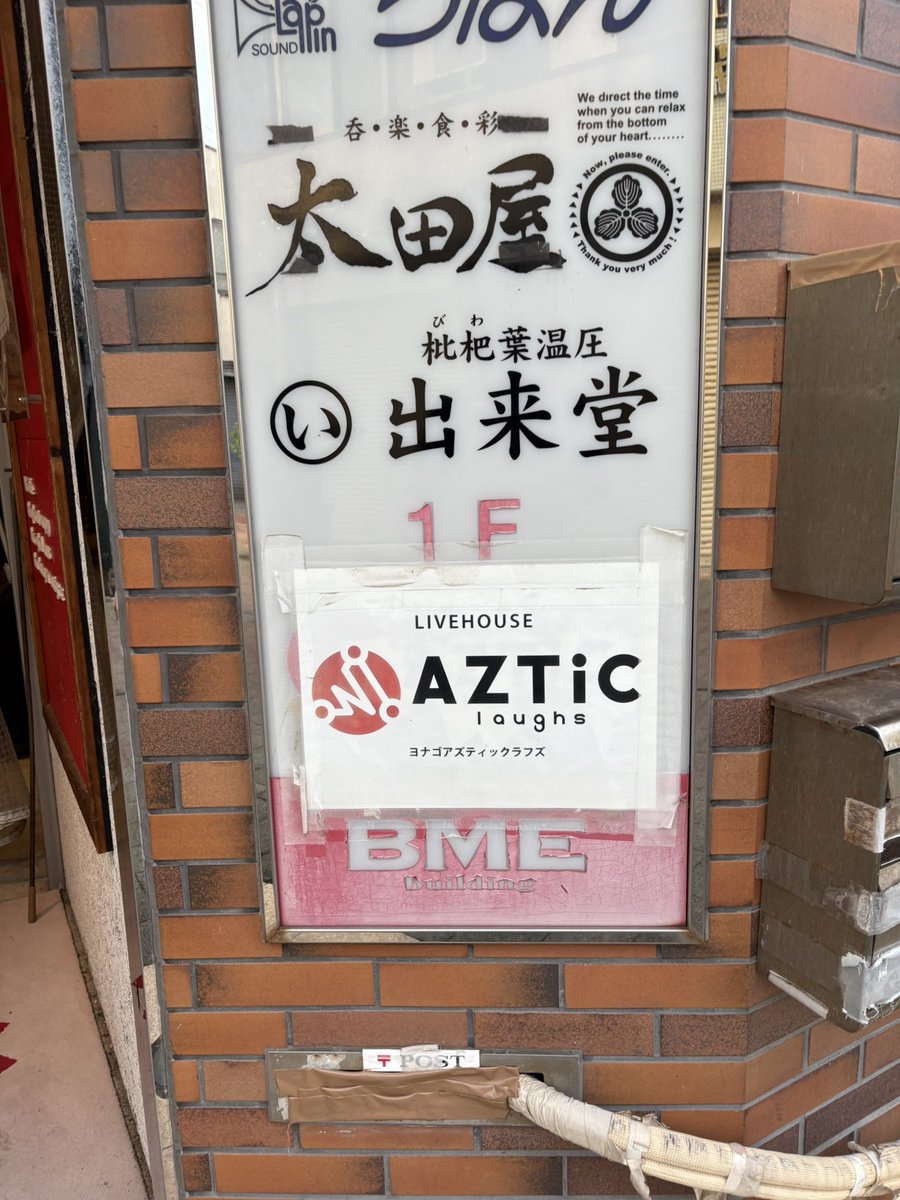 Lappin
SOUND
We direct the time
when you can relax
from the bottom
of your heart........
呑・楽・食・彩
太田屋
Now, please enter.
Thank you very much !
びわ
枇杷葉温圧
い 出来堂
1F
LIVEHOUSE
AZTiC
laughs
ヨナゴアズティックラフズ
BME
building
〒POST